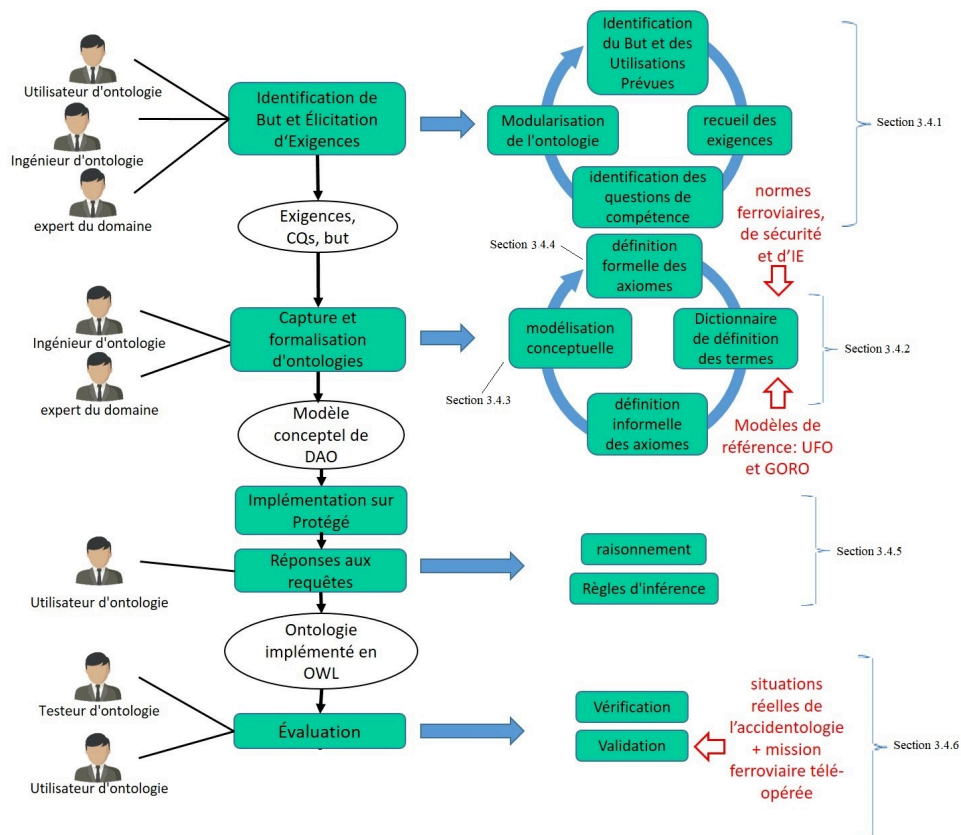 Utilisateur d'ontologie
Ingénieur d'ontologie
expert du domaine
Identification de
But et Élicitation
d'Exigences
Identification
du But et des
Utilisations
Prévues
Modularisation
de l'ontologie
recueil des
exigences
identification des
questions de
compétence
Section 3.4.1
Exigences,
CQs, but
normes
ferroviaires,
de sécurité
et d'IE
Section 3 4.4
définition
formelle des
axiomes
Ingénieur d'ontologie
expert du domaine
Capture et
formalisation
d'ontologies
modélisation
conceptuelle
Dictionnaire
de définition
des termes
Section 3.4.2
Section 3.4.3
définition
informelle
des axiomes
Modèles de
référence: UFO
et GORO
Modèle
conceptel de
DAO
Implémentation sur
Protégé
Utilisateur d'ontologie
Réponses aux
requêtes
raisonnement
Règles d'inférence
Section 3.4.5
Ontologie
implémenté en
OWL
Testeur d'ontologie
Utilisateur d'ontologie
Évaluation
Vérification
Validation
situations
réelles de
l'accidentologie
+ mission
ferroviaire télé-
opérée
Section 3.4.6